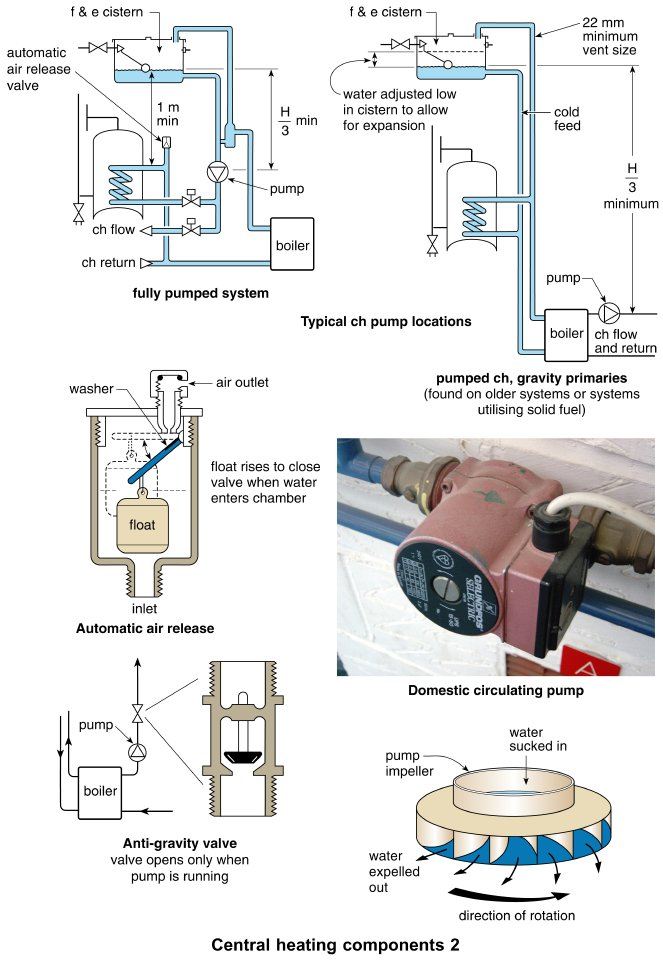 f & e cistern
automatic
air release
valve
1 m
min
H
3
min
pump
ch flow
ch return
boiler
fully pumped system
f & e cistern
22 mm
minimum
vent size
water adjusted low
in cistern to allow
for expansion
cold
feed
H
3
minimum
pump
boiler
ch flow
and return
Typical ch pump locations
pumped ch, gravity primaries
(found on older systems or systems
utilising solid fuel)
washer
air outlet
float rises to close
valve when water
enters chamber
float
inlet
Automatic air release
GRUNDFOS
SELECTRIC
A
Domestic circulating pump
pump
boiler
Anti-gravity valve
valve opens only when
pump is running
water
sucked in
pump
impeller
water
expelled
out
direction of rotation
Central heating components 2